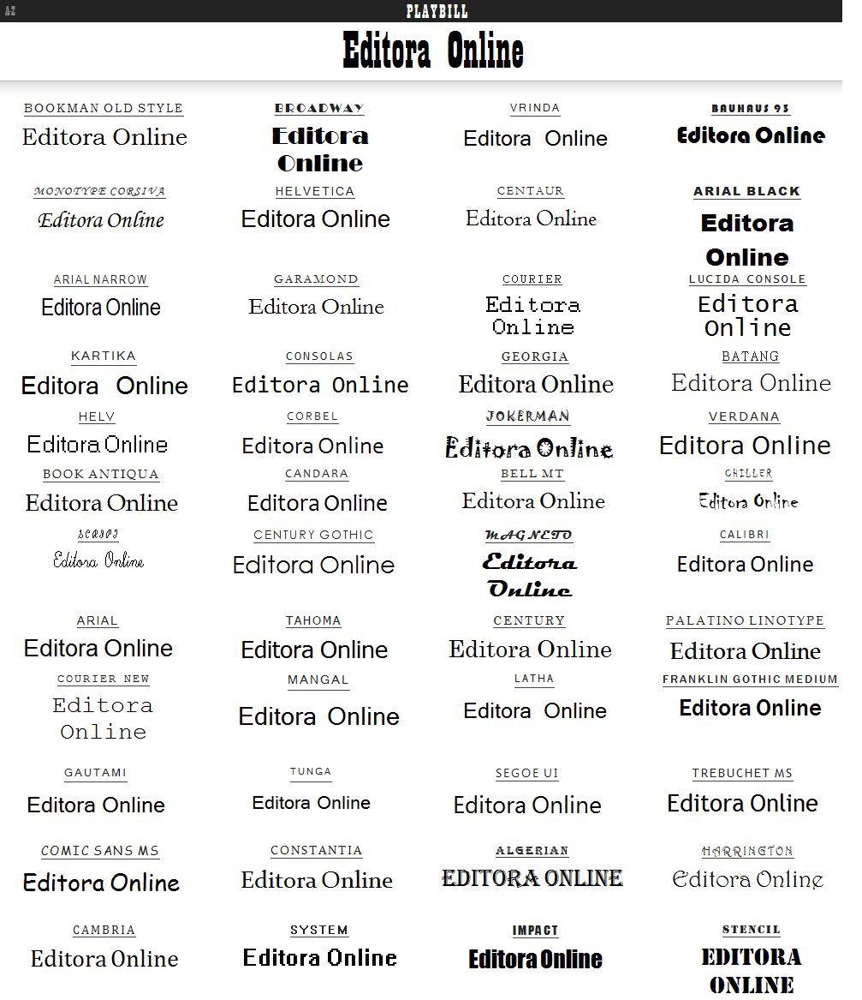 A-Z
PLAYBILL
Editora Online
BOOKMAN OLD STYLE
Editora Online
BROADWAY
Editora
Online
VRINDA
Editora Online
BAUHAUS 93
Editora Online
MONOTYPE CORSIVA
Editora Online
HELVETICA
Editora Online
CENTAUR
Editora Online
ARIAL BLACK
Editora
Online
ARIAL NARROW
Editora Online
GARAMOND
Editora Online
COURIER
Editora
Online
LUCIDA CONSOLE
Editora
Online
KARTIKA
Editora Online
CONSOLAS
Editora Online
GEORGIA
Editora Online
BATANG
Editora Online
HELV
Editora Online
CORBEL
Editora Online
JOKERMAN
Editora Online
VERDANA
Editora Online
BOOK ANTIQUA
Editora Online
CANDARA
Editora Online
BELL MT
Editora Online
CHILLER
Editora Online
SCRIPT
Editora Online
CENTURY GOTHIC
Editora Online
MAGNETO
Editora
Online
CALIBRI
Editora Online
ARIAL
Editora Online
TAHOMA
Editora Online
CENTURY
Editora Online
PALATINO LINOTYPE
Editora Online
COURIER NEW
Editora
Online
MANGAL
Editora Online
LATHA
Editora Online
FRANKLIN GOTHIC MEDIUM
Editora Online
GAUTAMI
Editora Online
TUNGA
Editora Online
SEGOE UI
Editora Online
TREBUCHET MS
Editora Online
COMIC SANS MS
Editora Online
CONSTANTIA
Editora Online
ALGERIAN
EDITORA ONLINE
HARRINGTON
Editora Online
CAMBRIA
Editora Online
SYSTEM
Editora Online
IMPACT
Editora Online
STENCIL
EDITORA
ONLINE